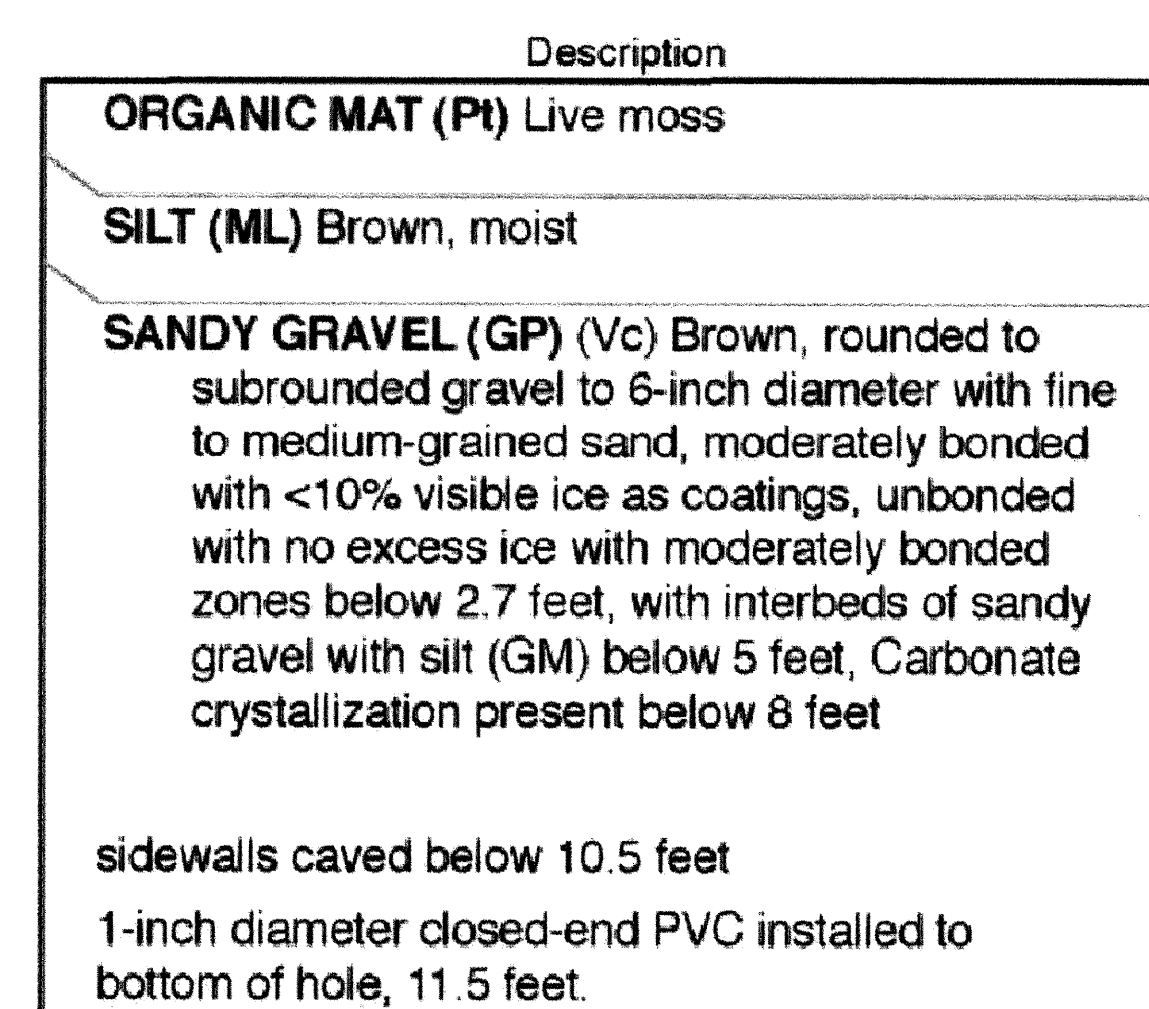 Description
ORGANIC MAT (Pt) Live moss
SILT (ML) Brown, moist
SANDY GRAVEL (GP) (Vc) Brown, rounded to
subrounded gravel to 6-inch diameter with fine
to medium-grained sand, moderately bonded
with <10% visible ice as coatings, unbonded
with no excess ice with moderately bonded
zones below 2.7 feet, with interbeds of sandy
gravel with silt (GM) below 5 feet, Carbonate
crystallization present below 8 feet
sidewalls caved below 10.5 feet
1-inch diameter closed-end PVC installed to
bottom of hole, 11.5 feet.